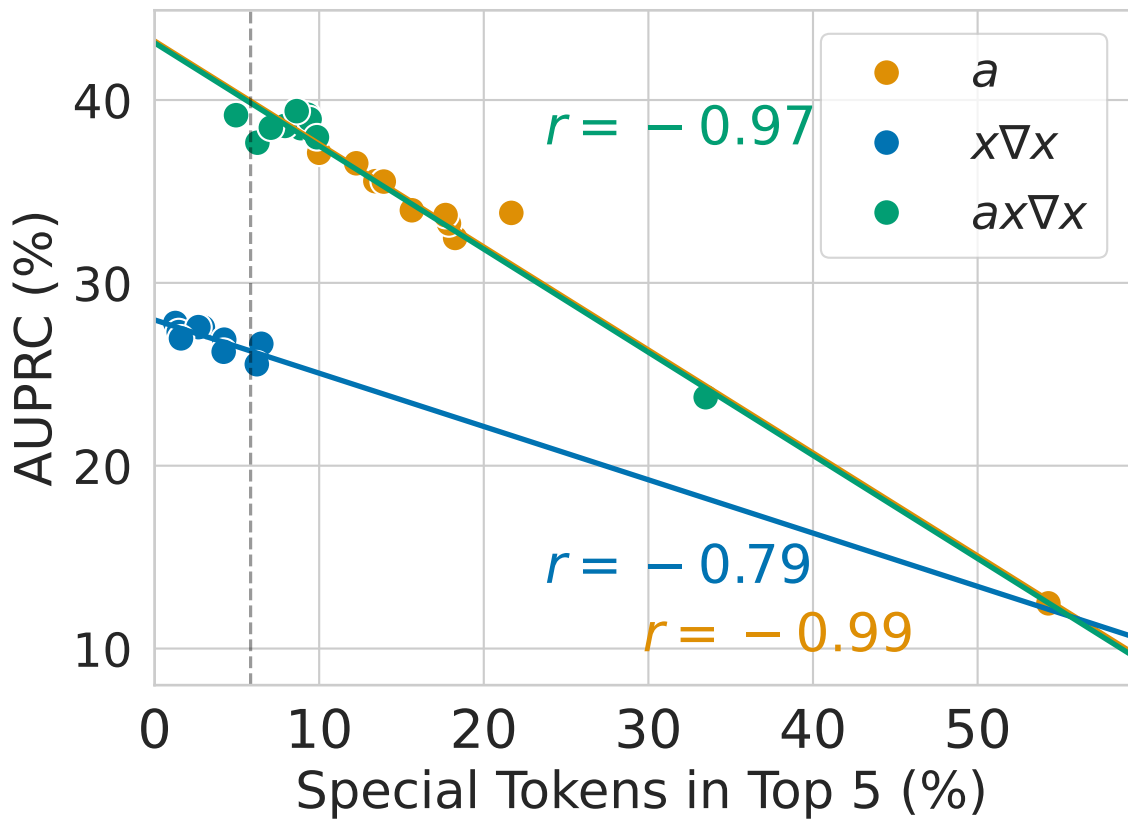 AUPRC (%)
40
30
20
10
0
10
20
30
40
50
Special Tokens in Top 5 (%)
r = − 0.97
r = − 0.79
r = − 0.99
a
x∇x
ax∇x